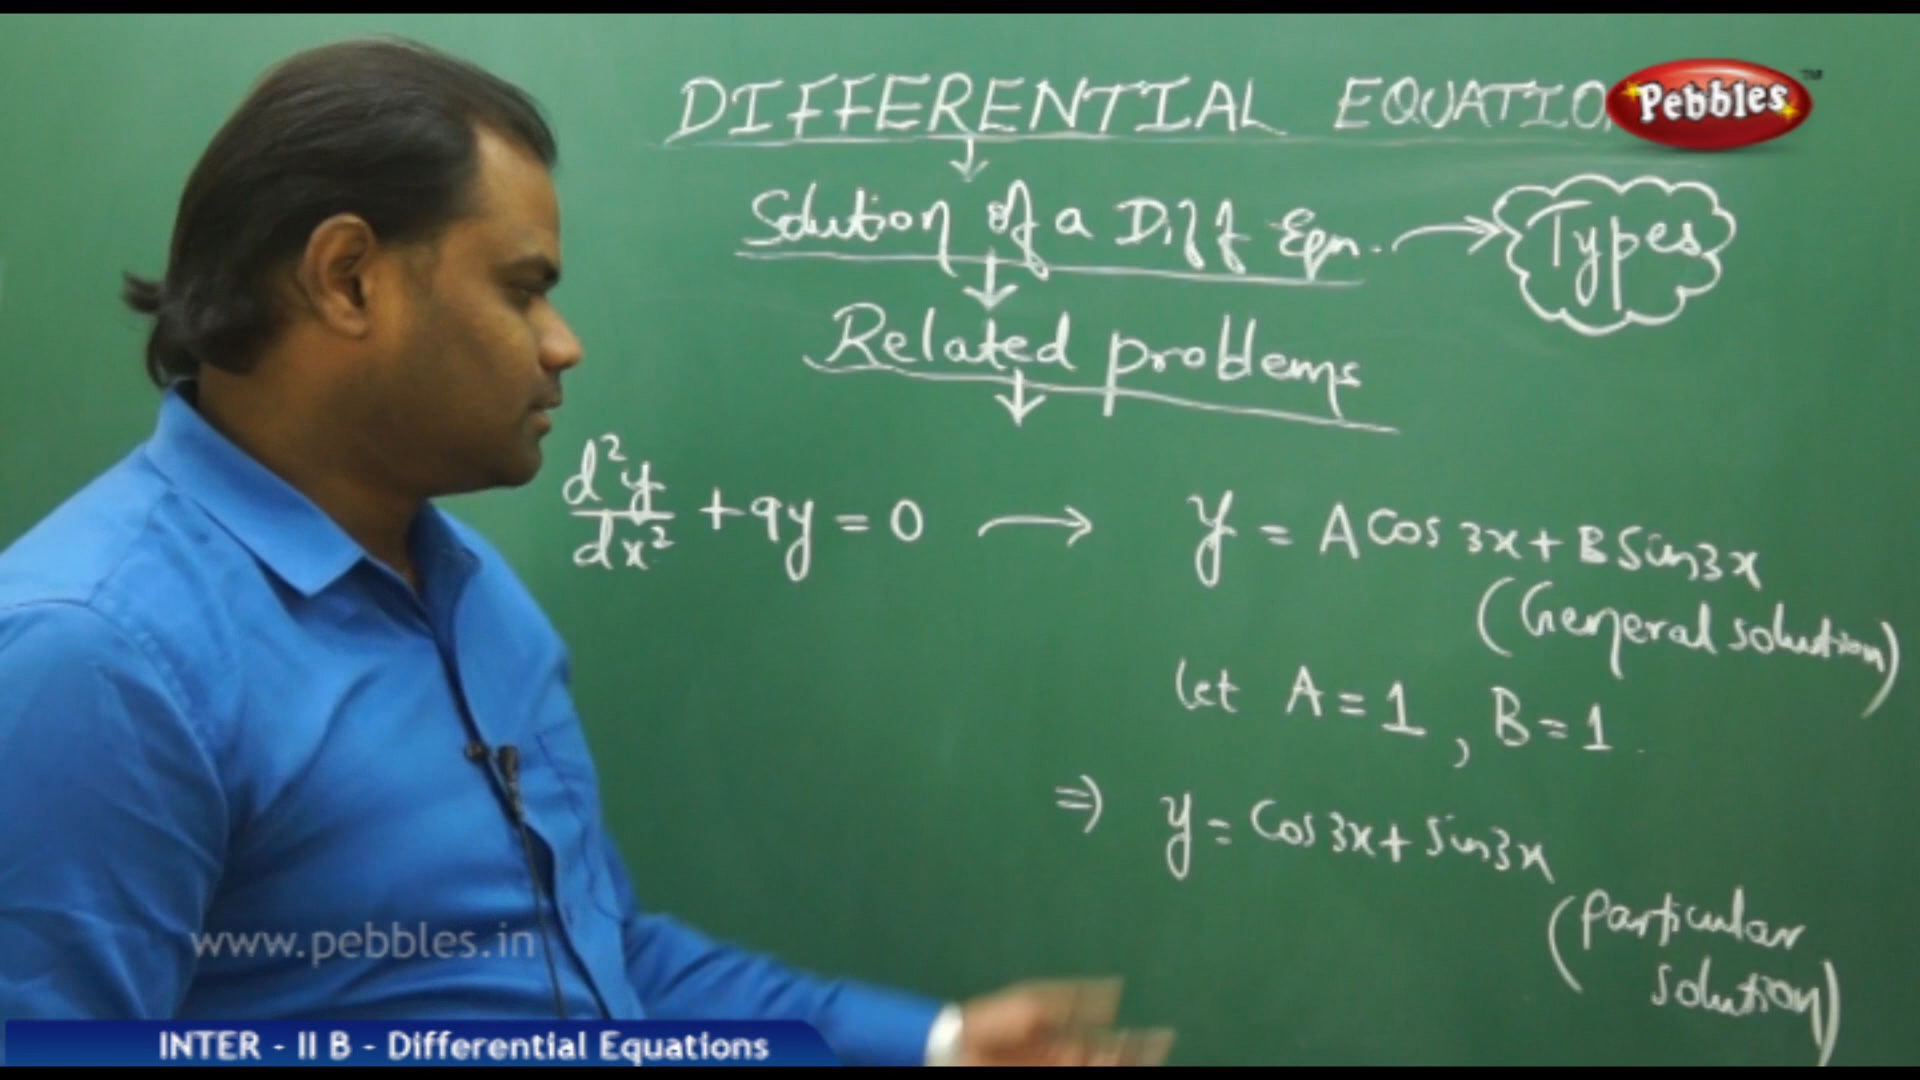 DIFFERENTIAL EQUATIO
Pebbles™
Solution of a Diff Eqn. → Types
Related problems
d²y/dx² + 9y = 0 → y = A Cos 3x + B Sin 3x
(General solution)
let A = 1, B = 1.
⇒ y = Cos 3x + Sin 3x
(Particular
solution)
www.pebbles.in
INTER - II B - Differential Equations